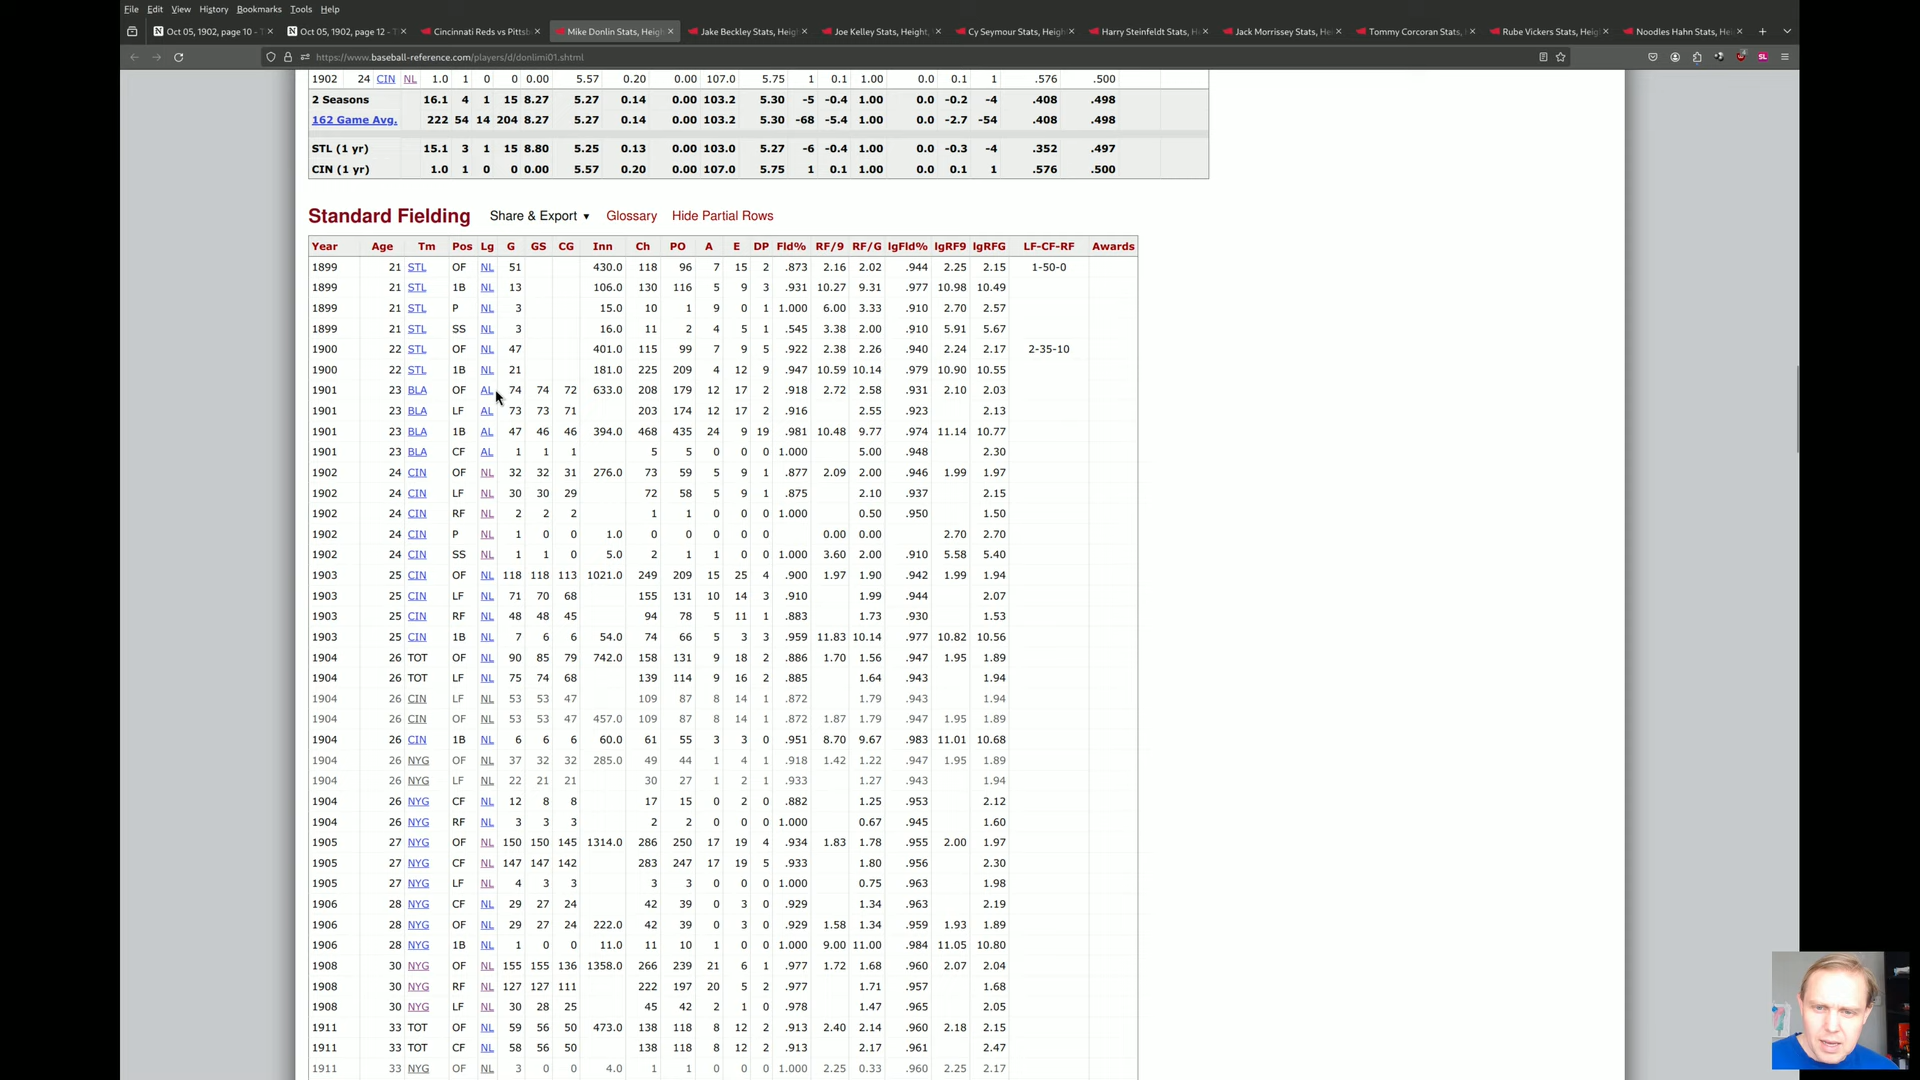 File Edit View History Bookmarks Tools Help
Oct 05, 1902, page 10 - T Oct 05, 1902, page 12 - T Cincinnati Reds vs Pittsb Mike Donlin Stats, Heigh Jake Beckley Stats, Heig Joe Kelley Stats, Height, Cy Seymour Stats, Heigh Harry Steinfeldt Stats, H Jack Morrissey Stats, He Tommy Corcoran Stats, Rube Vickers Stats, Heig Noodles Hahn Stats, He
https://www.baseball-reference.com/players/d/donlimi01.shtml
1902 24 CIN NL 1.0 1 0 0 0.00 5.57 0.20 0.00 107.0 5.75 1 0.1 1.00 0.0 0.1 1 .576 .500
2 Seasons 16.1 4 1 15 8.27 5.27 0.14 0.00 103.2 5.30 -5 -0.4 1.00 0.0 -0.2 -4 .408 .498
162 Game Avg. 222 54 14 204 8.27 5.27 0.14 0.00 103.2 5.30 -68 -5.4 1.00 0.0 -2.7 -54 .408 .498
STL (1 yr) 15.1 3 1 15 8.80 5.25 0.13 0.00 103.0 5.27 -6 -0.4 1.00 0.0 -0.3 -4 .352 .497
CIN (1 yr) 1.0 1 0 0 0.00 5.57 0.20 0.00 107.0 5.75 1 0.1 1.00 0.0 0.1 1 .576 .500
Standard Fielding Share & Export ▼ Glossary Hide Partial Rows
Year Age Tm Pos Lg G GS CG Inn Ch PO A E DP Fld% RF/9 RF/G lgFld% lgRF9 lgRFG LF-CF-RF Awards
1899 21 STL OF NL 51 430.0 118 96 7 15 2 .873 2.16 2.02 .944 2.25 2.15 1-50-0
1899 21 STL 1B NL 13 106.0 130 116 5 9 3 .931 10.27 9.31 .977 10.98 10.49
1899 21 STL P NL 3 15.0 10 1 9 0 1 1.000 6.00 3.33 .910 2.70 2.57
1899 21 STL SS NL 3 16.0 11 2 4 5 1 .545 3.38 2.00 .910 5.91 5.67
1900 22 STL OF NL 47 401.0 115 99 7 9 5 .922 2.38 2.26 .940 2.24 2.17 2-35-10
1900 22 STL 1B NL 21 181.0 225 209 4 12 9 .947 10.59 10.14 .979 10.90 10.55
1901 23 BLA OF AL 74 74 72 633.0 208 179 12 17 2 .918 2.72 2.58 .931 2.10 2.03
1901 23 BLA LF AL 73 73 71 203 174 12 17 2 .916 2.55 .923 2.13
1901 23 BLA 1B AL 47 46 46 394.0 468 435 24 9 19 .981 10.48 9.77 .974 11.14 10.77
1901 23 BLA CF AL 1 1 1 5 5 0 0 0 1.000 5.00 .948 2.30
1902 24 CIN OF NL 32 32 31 276.0 73 59 5 9 1 .877 2.09 2.00 .946 1.99 1.97
1902 24 CIN LF NL 30 30 29 72 58 5 9 1 .875 2.10 .937 2.15
1902 24 CIN RF NL 2 2 2 1 1 0 0 0 1.000 0.50 .950 1.50
1902 24 CIN P NL 1 0 0 1.0 0 0 0 0 0 0.00 0.00 2.70 2.70
1902 24 CIN SS NL 1 1 0 5.0 2 1 1 0 0 1.000 3.60 2.00 .910 5.58 5.40
1903 25 CIN OF NL 118 118 113 1021.0 249 209 15 25 4 .900 1.97 1.90 .942 1.99 1.94
1903 25 CIN LF NL 71 70 68 155 131 10 14 3 .910 1.99 .944 2.07
1903 25 CIN RF NL 48 48 45 94 78 5 11 1 .883 1.73 .930 1.53
1903 25 CIN 1B NL 7 6 6 54.0 74 66 5 3 3 .959 11.83 10.14 .977 10.82 10.56
1904 26 TOT OF NL 90 85 79 742.0 158 131 9 18 2 .886 1.70 1.56 .947 1.95 1.89
1904 26 TOT LF NL 75 74 68 139 114 9 16 2 .885 1.64 .943 1.94
1904 26 CIN LF NL 53 53 47 109 87 8 14 1 .872 1.79 .943 1.94
1904 26 CIN OF NL 53 53 47 457.0 109 87 8 14 1 .872 1.87 1.79 .947 1.95 1.89
1904 26 CIN 1B NL 6 6 6 60.0 61 55 3 3 0 .951 8.70 9.67 .983 11.01 10.68
1904 26 NYG OF NL 37 32 32 285.0 49 44 1 4 1 .918 1.42 1.22 .947 1.95 1.89
1904 26 NYG LF NL 22 21 21 30 27 1 2 1 .933 1.27 .943 1.94
1904 26 NYG CF NL 12 8 8 17 15 0 2 0 .882 1.25 .953 2.12
1904 26 NYG RF NL 3 3 3 2 2 0 0 0 1.000 0.67 .945 1.60
1905 27 NYG OF NL 150 150 145 1314.0 286 250 17 19 4 .934 1.83 1.78 .955 2.00 1.97
1905 27 NYG CF NL 147 147 142 283 247 17 19 5 .933 1.80 .956 2.30
1905 27 NYG LF NL 4 3 3 3 3 0 0 0 1.000 0.75 .963 1.98
1906 28 NYG CF NL 29 27 24 42 39 0 3 0 .929 1.34 .963 2.19
1906 28 NYG OF NL 29 27 24 222.0 42 39 0 3 0 .929 1.58 1.34 .959 1.93 1.89
1906 28 NYG 1B NL 1 0 0 11.0 11 10 1 0 0 1.000 9.00 11.00 .984 11.05 10.80
1908 30 NYG OF NL 155 155 136 1358.0 266 239 21 6 1 .977 1.72 1.68 .960 2.07 2.04
1908 30 NYG RF NL 127 127 111 222 197 20 5 2 .977 1.71 .957 1.68
1908 30 NYG LF NL 30 28 25 45 42 2 1 0 .978 1.47 .965 2.05
1911 33 TOT OF NL 59 56 50 473.0 138 118 8 12 2 .913 2.40 2.14 .960 2.18 2.15
1911 33 TOT CF NL 58 56 50 138 118 8 12 2 .913 2.17 .961 2.47
1911 33 NYG OF NL 3 0 0 4.0 1 1 0 0 0 1.000 2.25 0.33 .960 2.25 2.17